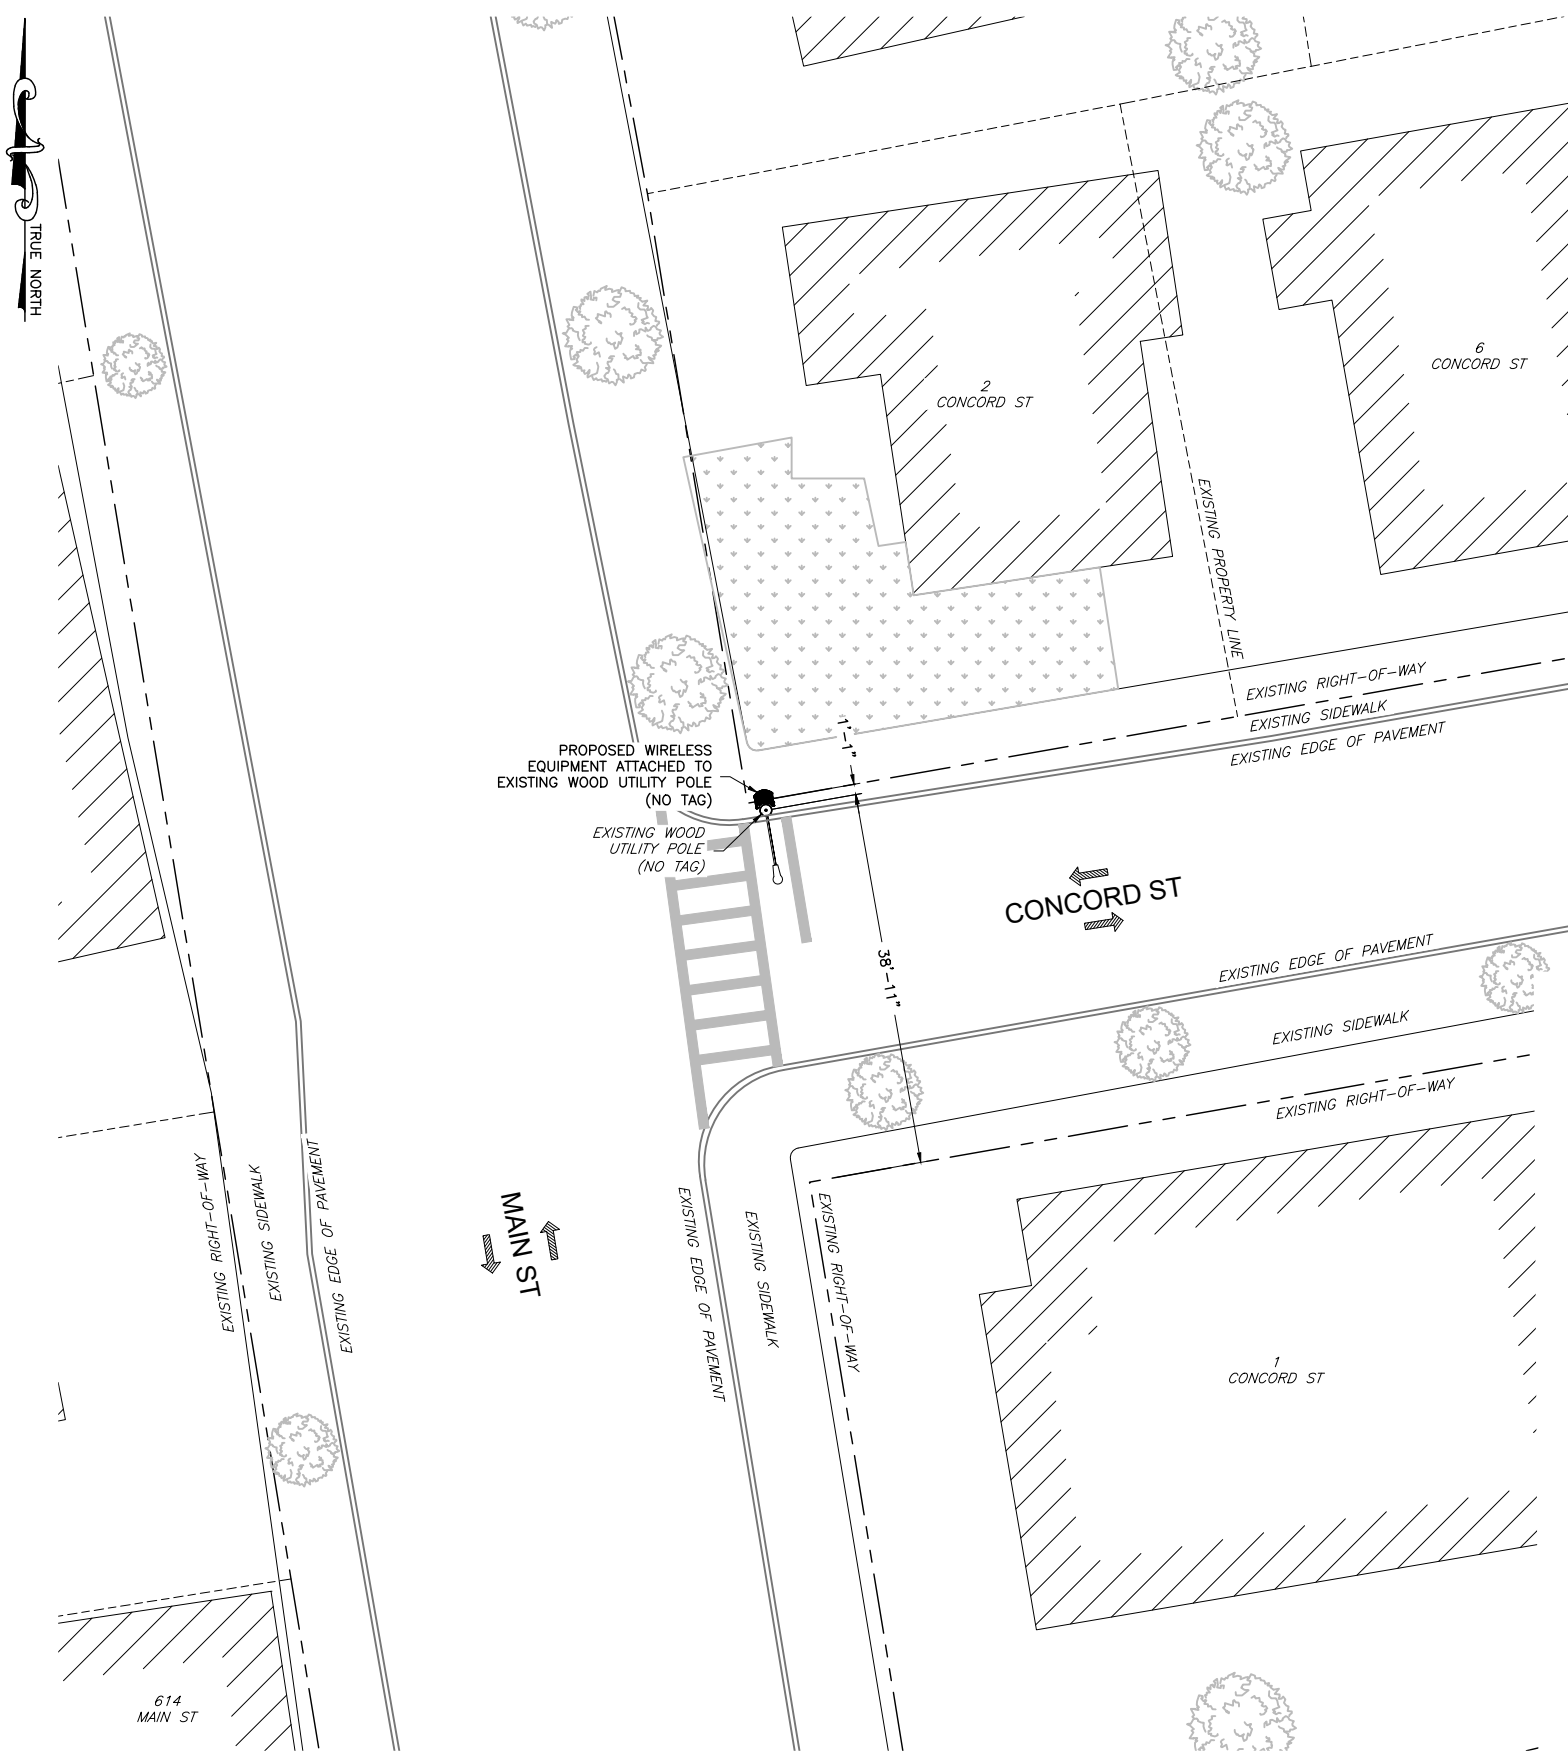 TRUE NORTH
2
CONCORD ST
6
CONCORD ST
EXISTING PROPERTY LINE
EXISTING RIGHT-OF-WAY
EXISTING SIDEWALK
EXISTING EDGE OF PAVEMENT
1'-1"
PROPOSED WIRELESS
EQUIPMENT ATTACHED TO
EXISTING WOOD UTILITY POLE
(NO TAG)
EXISTING WOOD
UTILITY POLE
(NO TAG)
CONCORD ST
38'-11"
EXISTING EDGE OF PAVEMENT
EXISTING SIDEWALK
EXISTING RIGHT-OF-WAY
EXISTING RIGHT-OF-WAY
EXISTING SIDEWALK
EXISTING EDGE OF PAVEMENT
MAIN ST
EXISTING EDGE OF PAVEMENT
EXISTING SIDEWALK
EXISTING RIGHT-OF-WAY
1
CONCORD ST
614
MAIN ST